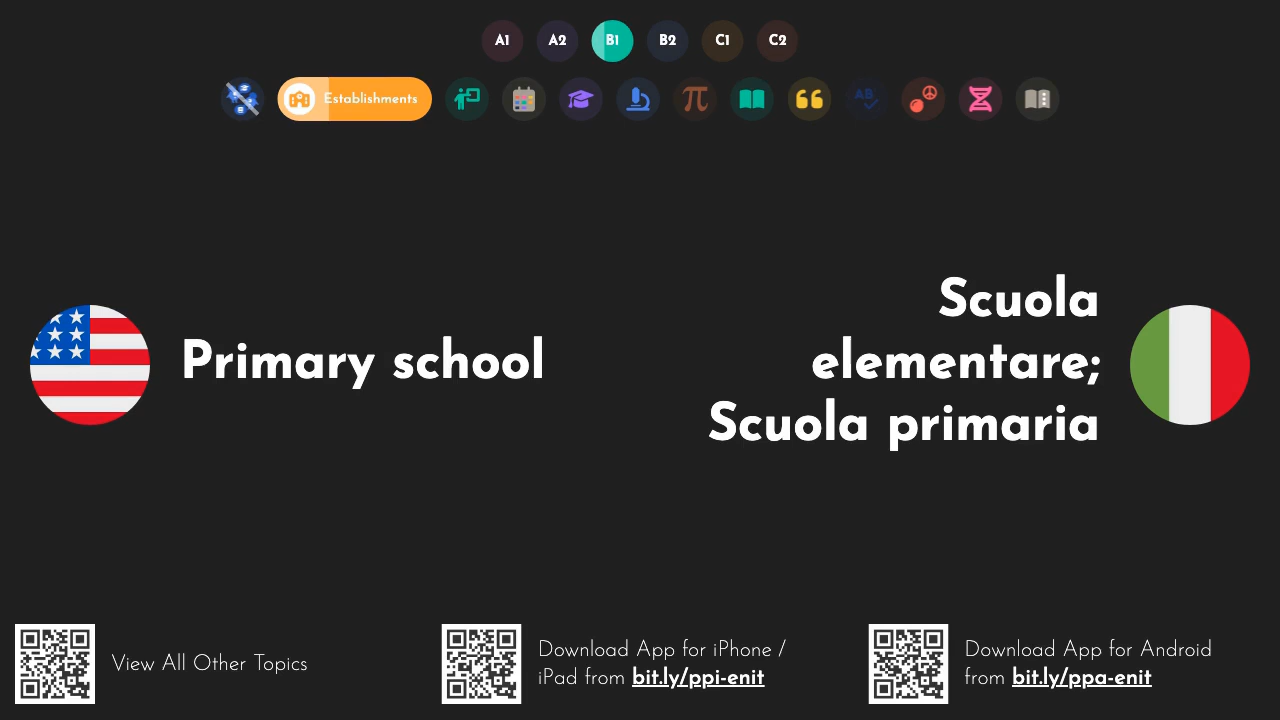 A1 A2 B1 B2 C1 C2
Establishments
Primary school
Scuola
elementare;
Scuola primaria
View All Other Topics
Download App for iPhone /
iPad from bit.ly/ppi-enit
Download App for Android
from bit.ly/ppa-enit